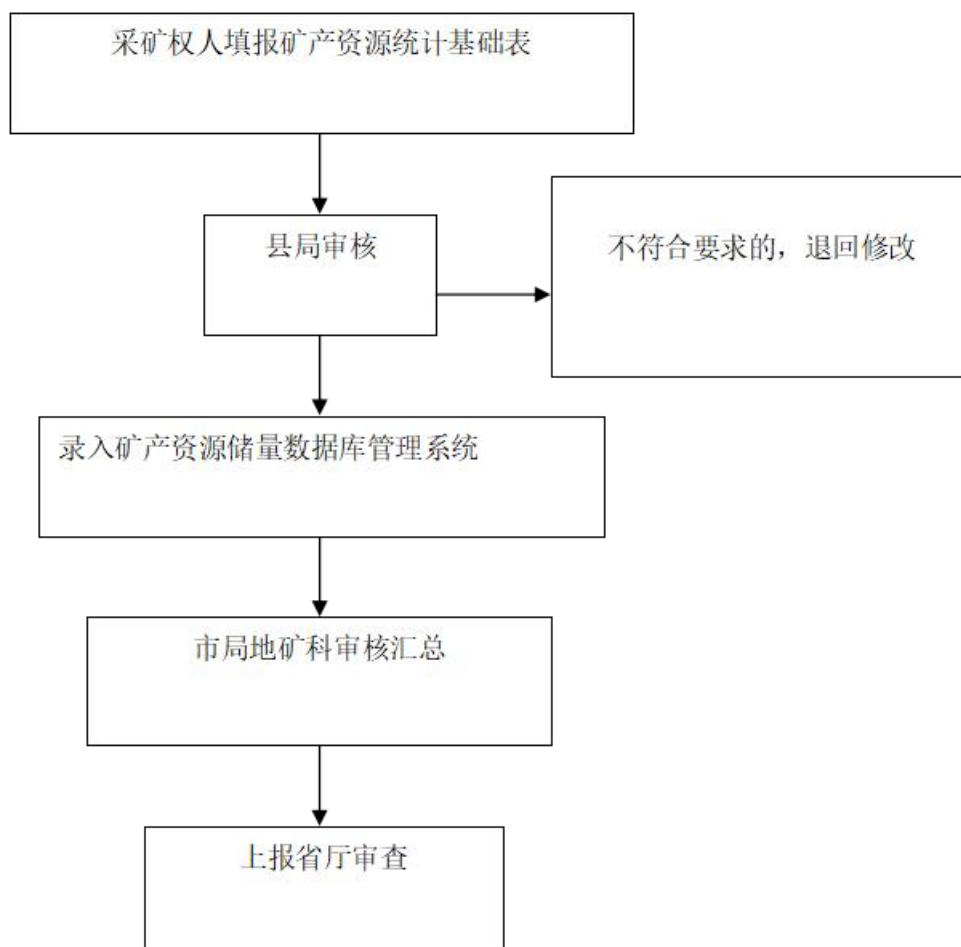 采矿权人填报矿产资源统计基础表
县局审核
不符合要求的，退回修改
录入矿产资源储量数据库管理系统
市局地矿科审核汇总
上报省厅审查